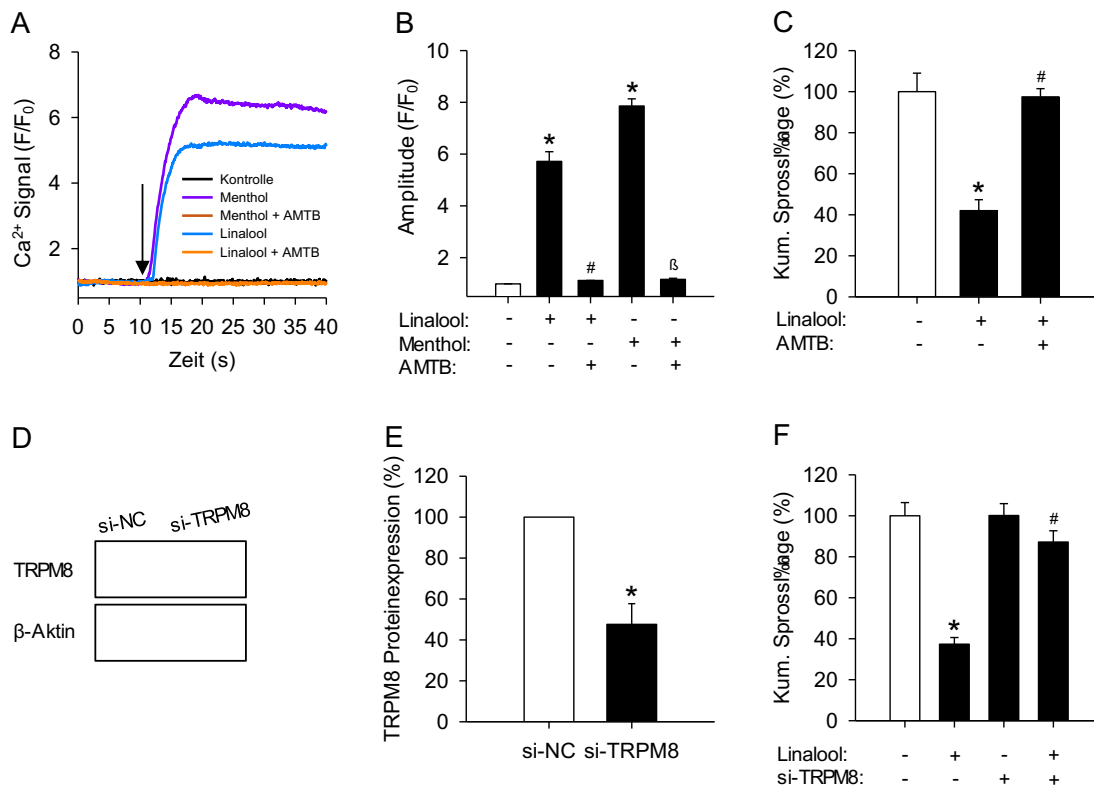 A
Ca²⁺ Signal (F/F₀)
8
6
4
2
0 5 10 15 20 25 30 35 40
Zeit (s)
Kontrolle
Menthol
Menthol + AMTB
Linalool
Linalool + AMTB
B
Amplitude (F/F₀)
10
8
6
4
2
* # * ß
Linalool: - + + - -
Menthol: - - - + +
AMTB: - - + - +
C
Kum. Sprosslänge (%)
120
100
80
60
40
20
0
* #
Linalool: - + +
AMTB: - - +
D
si-NC si-TRPM8
TRPM8
β-Aktin
E
TRPM8 Proteinexpression (%)
120
100
80
60
40
20
0
*
si-NC si-TRPM8
F
Kum. Sprosslänge (%)
120
100
80
60
40
20
0
* #
Linalool: - + - +
si-TRPM8: - - + +